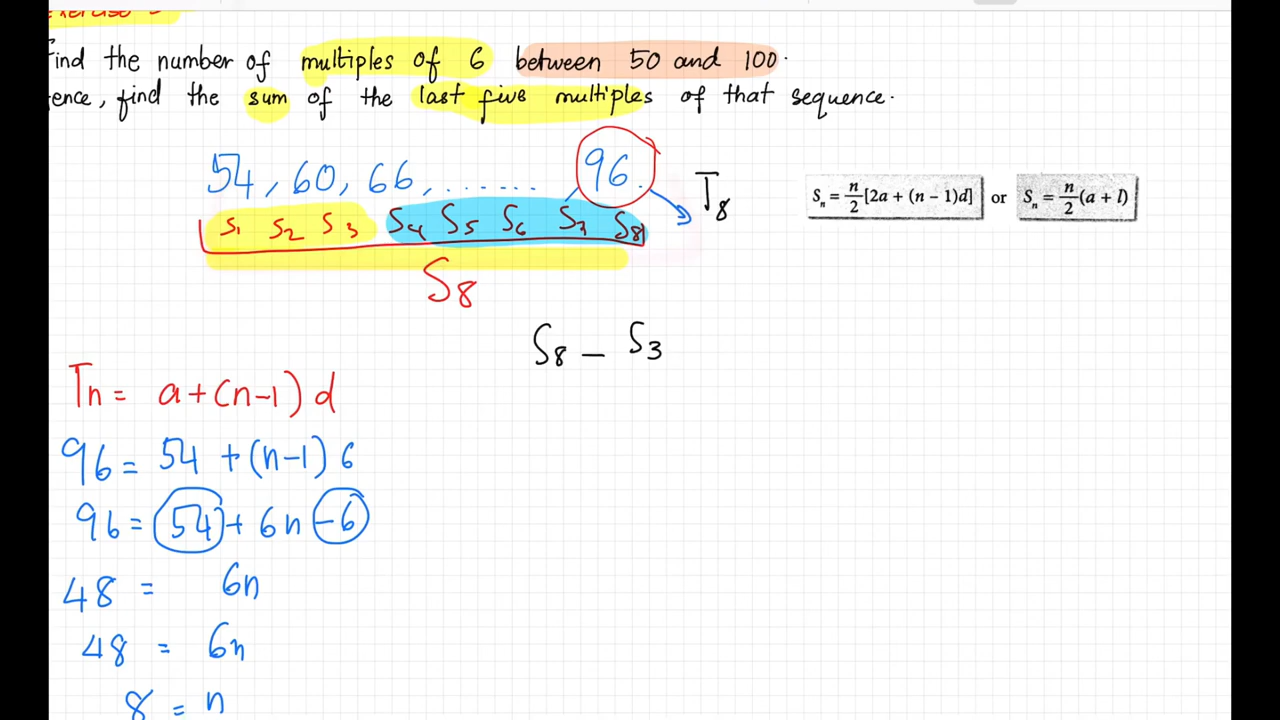 Exercise
Find the number of multiples of 6 between 50 and 100.
ence, find the sum of the last five multiples of that sequence.
54, 60, 66, ....... , 96. T8
Sn = n/2 [2a + (n − 1)d] or Sn = n/2 (a + l)
S1 S2 S3 S4 S5 S6 S7 S8
S8
S8 − S3
Tn = a + (n−1) d
96 = 54 + (n−1) 6
96 = 54 + 6n −6
48 = 6n
48 = 6n
8 = n